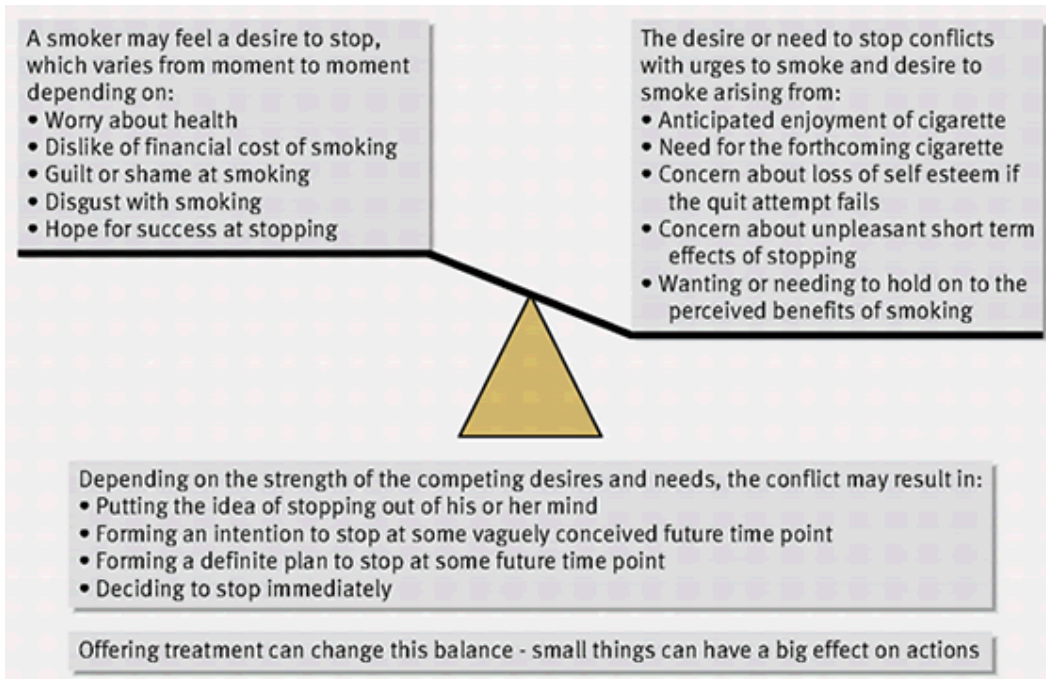 A smoker may feel a desire to stop,
which varies from moment to moment
depending on:
• Worry about health
• Dislike of financial cost of smoking
• Guilt or shame at smoking
• Disgust with smoking
• Hope for success at stopping
The desire or need to stop conflicts
with urges to smoke and desire to
smoke arising from:
• Anticipated enjoyment of cigarette
• Need for the forthcoming cigarette
• Concern about loss of self esteem if
the quit attempt fails
• Concern about unpleasant short term
effects of stopping
• Wanting or needing to hold on to the
perceived benefits of smoking
Depending on the strength of the competing desires and needs, the conflict may result in:
• Putting the idea of stopping out of his or her mind
• Forming an intention to stop at some vaguely conceived future time point
• Forming a definite plan to stop at some future time point
• Deciding to stop immediately
Offering treatment can change this balance - small things can have a big effect on actions